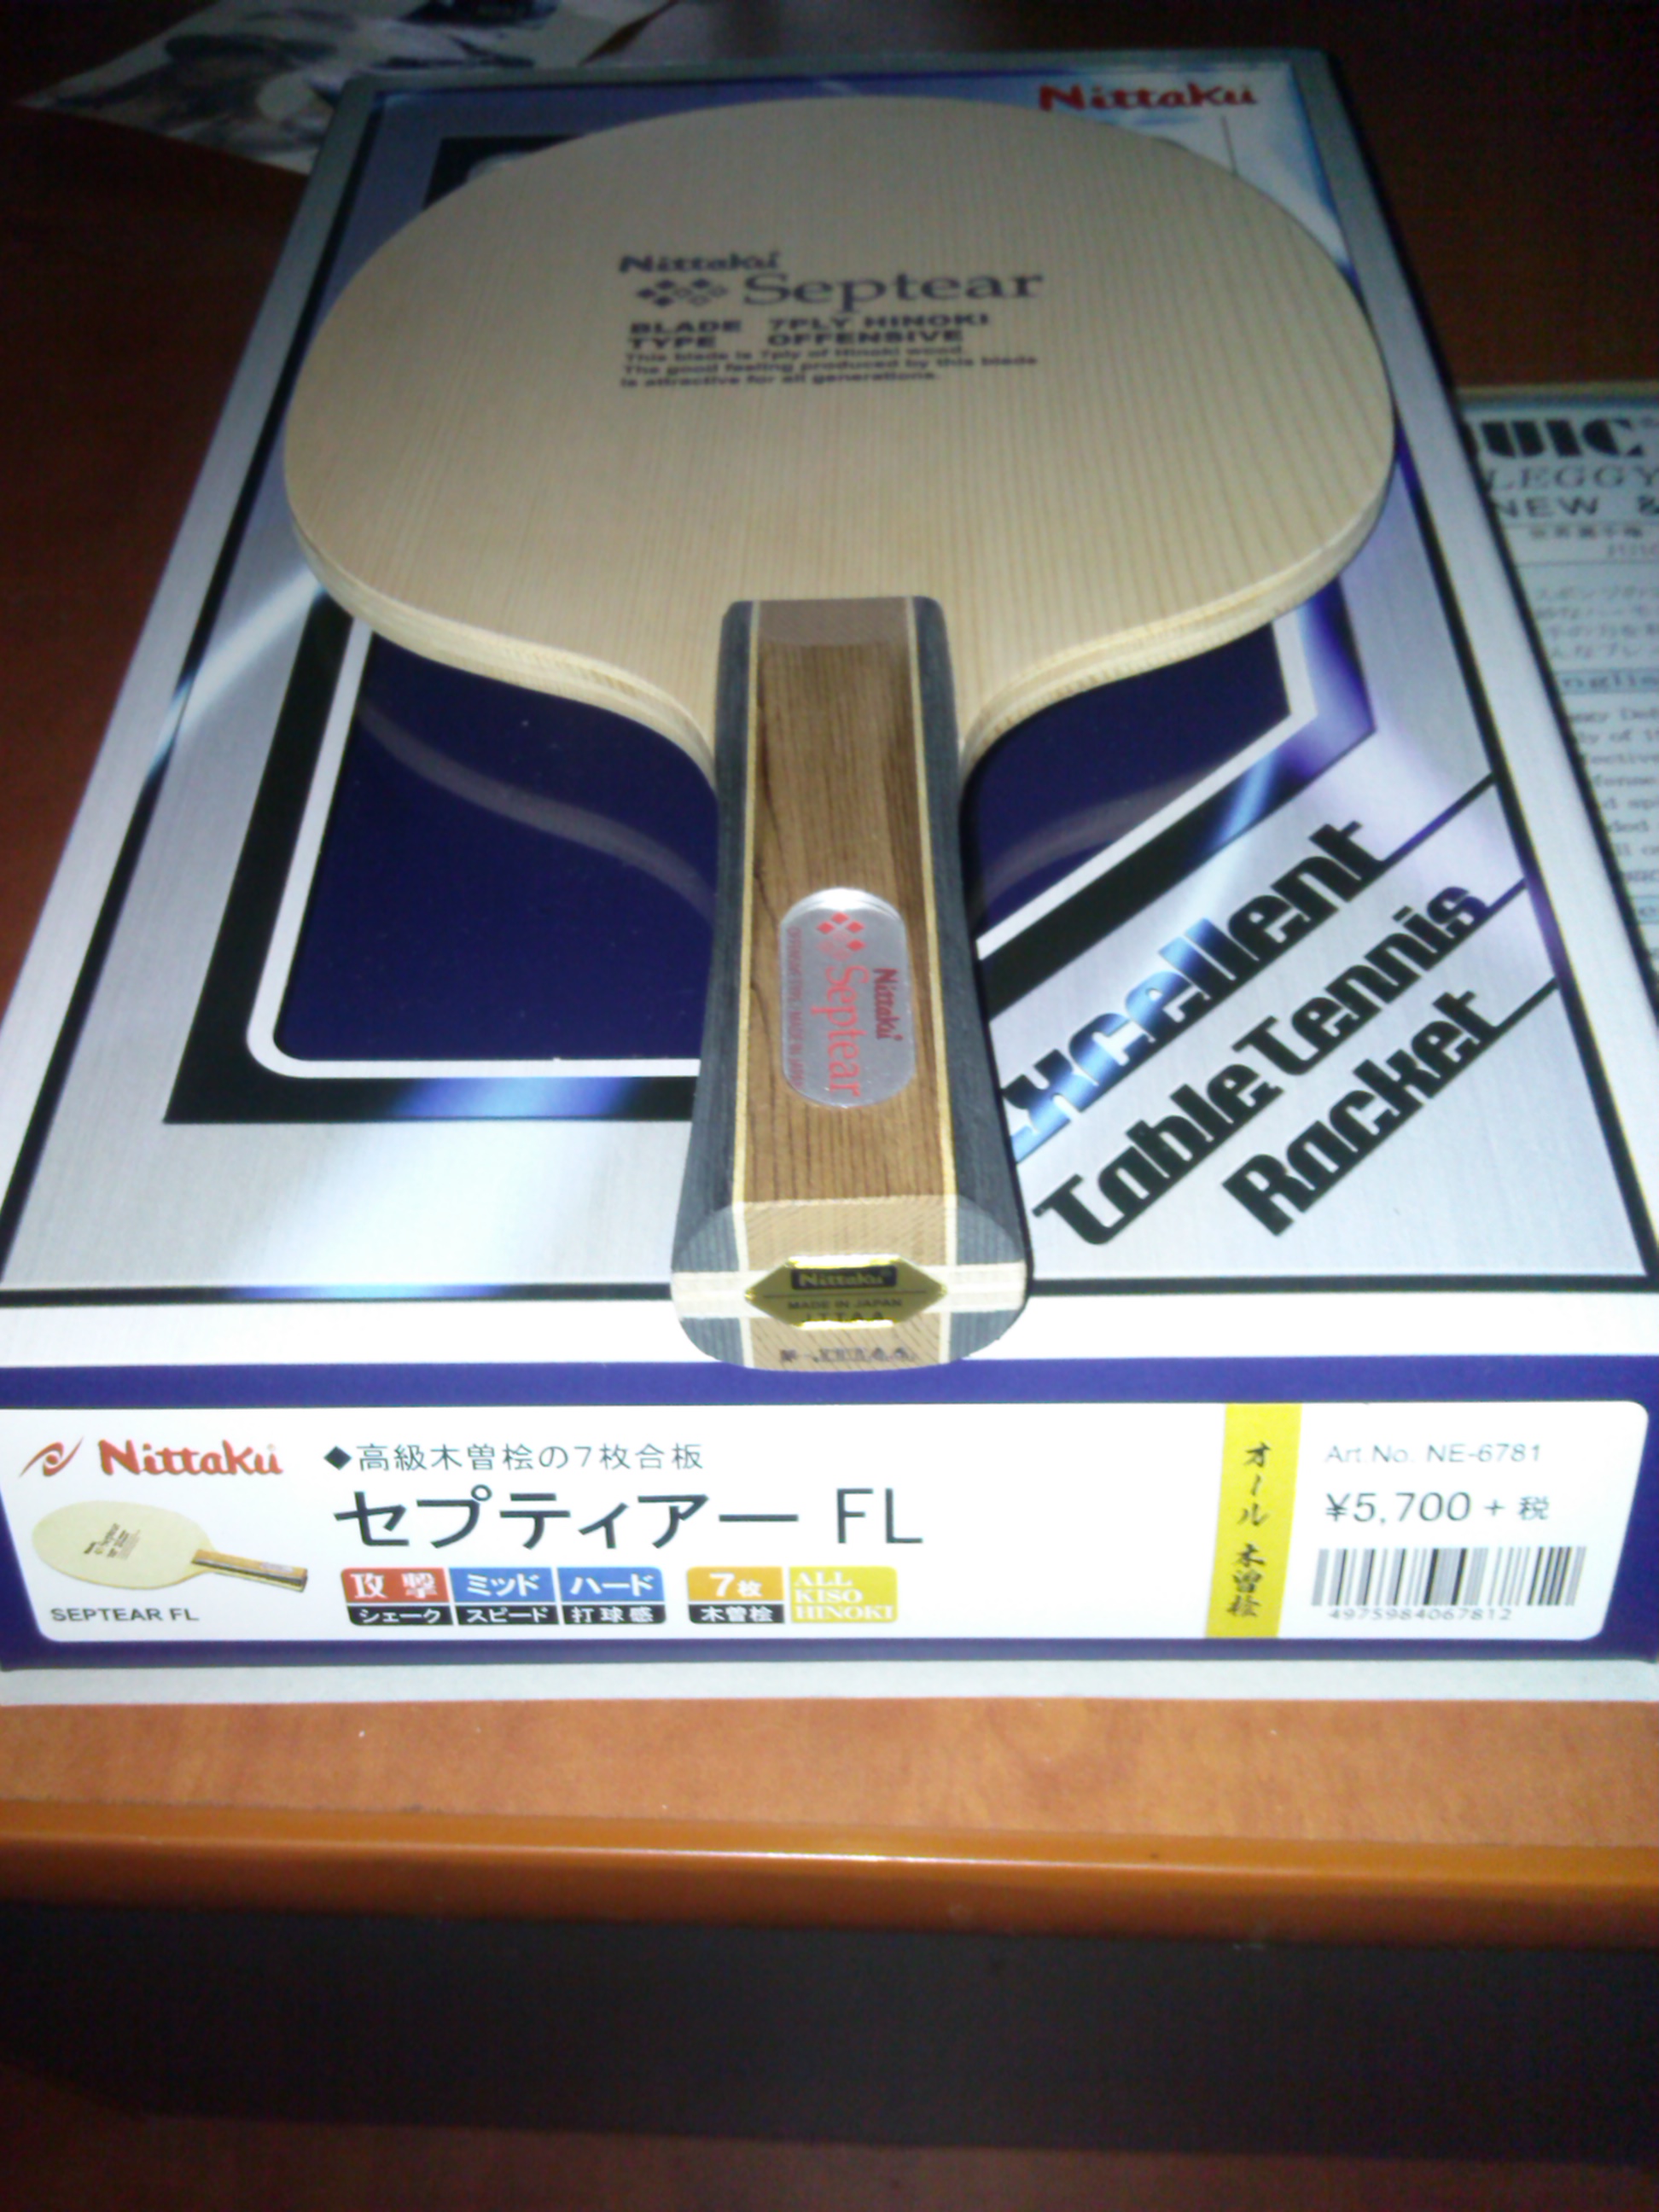 Nittaku
Nittaku
Septear
BLADE 7PLY HINOKI
TYPE OFFENSIVE
This blade is 7ply of Hinoki wood.
The good feeling produced by this blade
is attractive for all generations.
JUIC
LEGGY
NEW &
Excellent
Table Tennis
Racket
Nittaku
Septear
Nittaku
MADE IN JAPAN
JTTAA
Nittaku
◆高級木曽桧の7枚合板
セプティアー FL
攻撃 ミッド ハード 7枚 ALL KISO HINOKI
シェーク スピード 打球感 木曽桧
SEPTEAR FL
オール木曽桧
Art.No. NE-6781
¥5,700 + 税
4975984067812